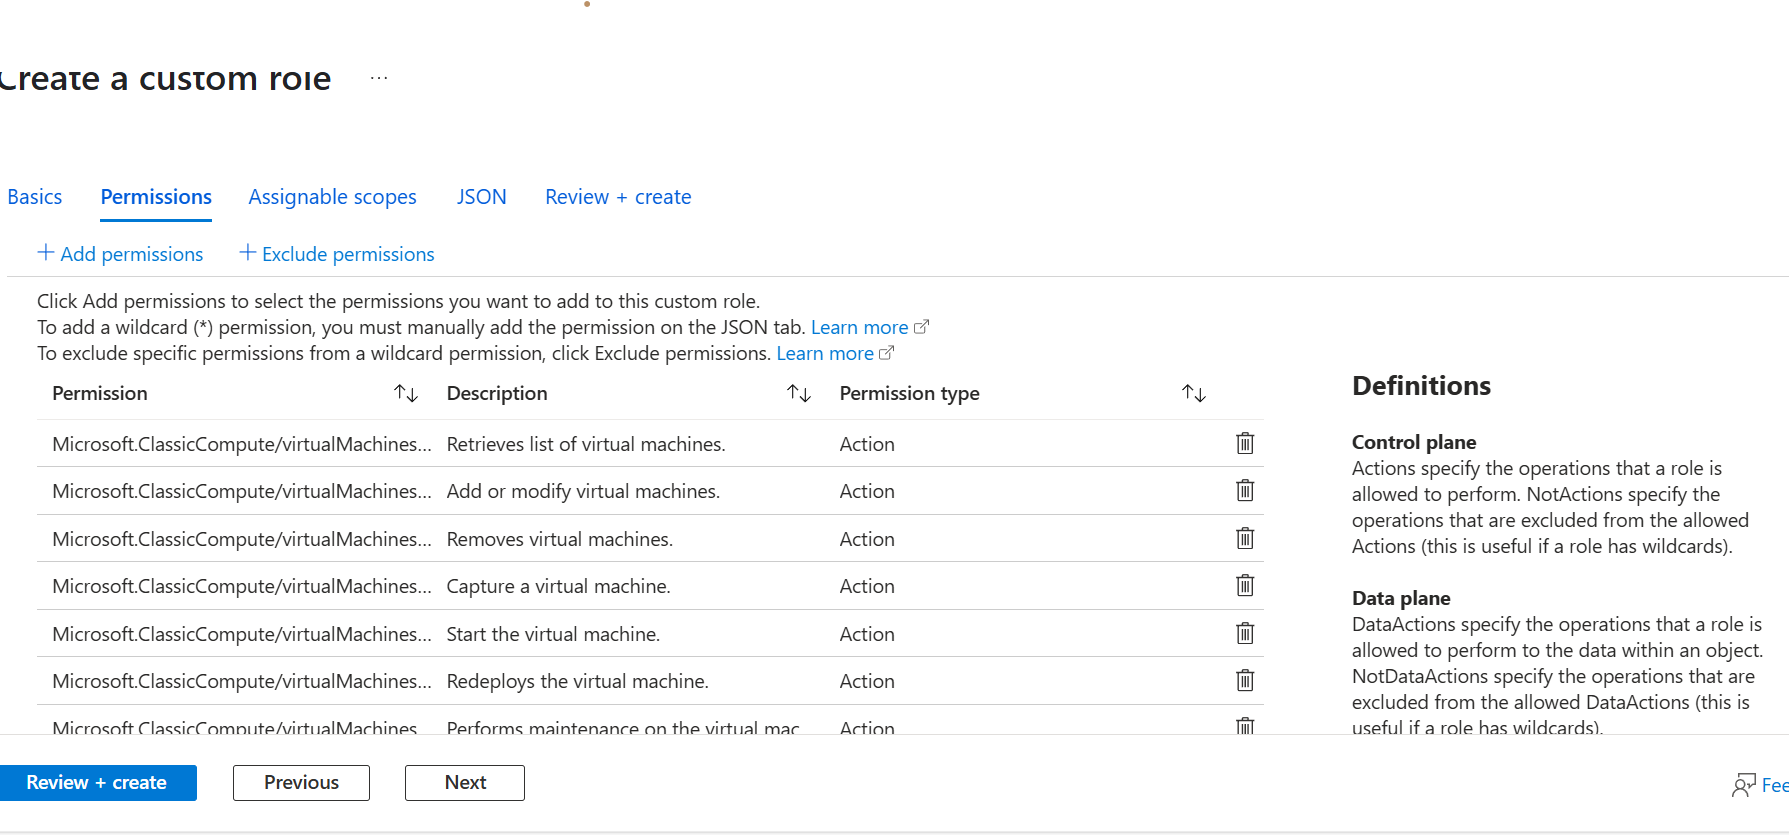 Create a custom role ...
Basics Permissions Assignable scopes JSON Review + create
+ Add permissions + Exclude permissions
Click Add permissions to select the permissions you want to add to this custom role.
To add a wildcard (*) permission, you must manually add the permission on the JSON tab. Learn more
To exclude specific permissions from a wildcard permission, click Exclude permissions. Learn more
Permission Description Permission type
Microsoft.ClassicCompute/virtualMachines... Retrieves list of virtual machines. Action
Microsoft.ClassicCompute/virtualMachines... Add or modify virtual machines. Action
Microsoft.ClassicCompute/virtualMachines... Removes virtual machines. Action
Microsoft.ClassicCompute/virtualMachines... Capture a virtual machine. Action
Microsoft.ClassicCompute/virtualMachines... Start the virtual machine. Action
Microsoft.ClassicCompute/virtualMachines... Redeploys the virtual machine. Action
Microsoft.ClassicCompute/virtualMachines Performs maintenance on the virtual mac Action
Definitions
Control plane
Actions specify the operations that a role is
allowed to perform. NotActions specify the
operations that are excluded from the allowed
Actions (this is useful if a role has wildcards).
Data plane
DataActions specify the operations that a role is
allowed to perform to the data within an object.
NotDataActions specify the operations that are
excluded from the allowed DataActions (this is
useful if a role has wildcards).
Review + create Previous Next
Fee